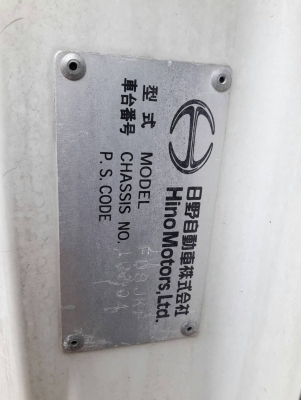 日野自動車株式会社
Hino Motors, Ltd.
型式 MODEL
車台番号 CHASSIS NO.
P. S. CODE